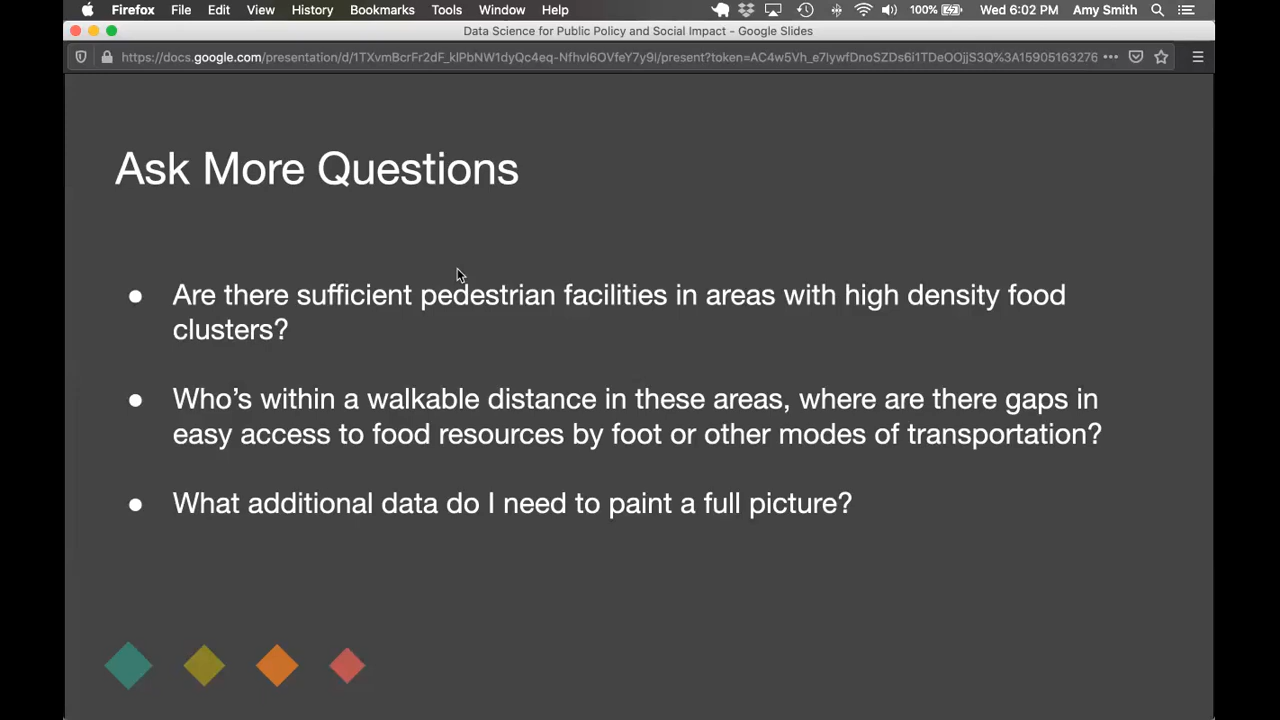 Firefox File Edit View History Bookmarks Tools Window Help 100% Wed 6:02 PM Amy Smith
Data Science for Public Policy and Social Impact - Google Slides
Ask More Questions
● Are there sufficient pedestrian facilities in areas with high density food
clusters?
● Who’s within a walkable distance in these areas, where are there gaps in
easy access to food resources by foot or other modes of transportation?
● What additional data do I need to paint a full picture?